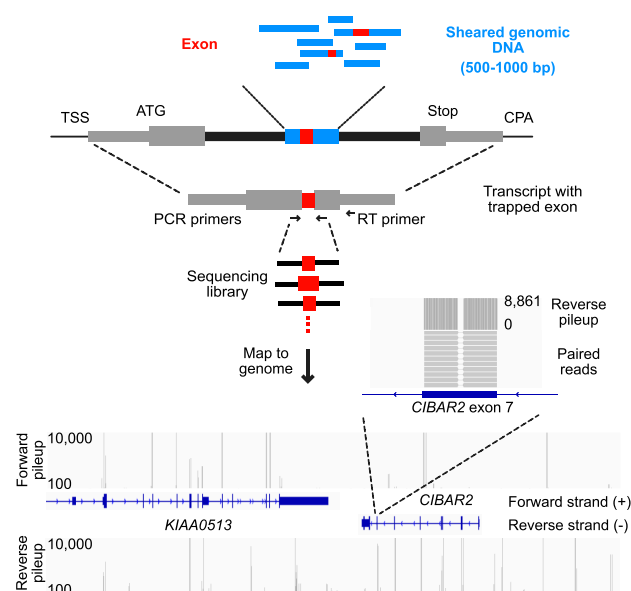 Exon
Sheared genomic
DNA
(500-1000 bp)
TSS
ATG
Stop
CPA
Transcript with
trapped exon
PCR primers
RT primer
Sequencing
library
8,861
0
Reverse
pileup
Map to
genome
Paired
reads
CIBAR2 exon 7
Forward
pileup
10,000
100
CIBAR2
Forward strand (+)
KIAA0513
Reverse strand (-)
Reverse
pileup
10,000
100